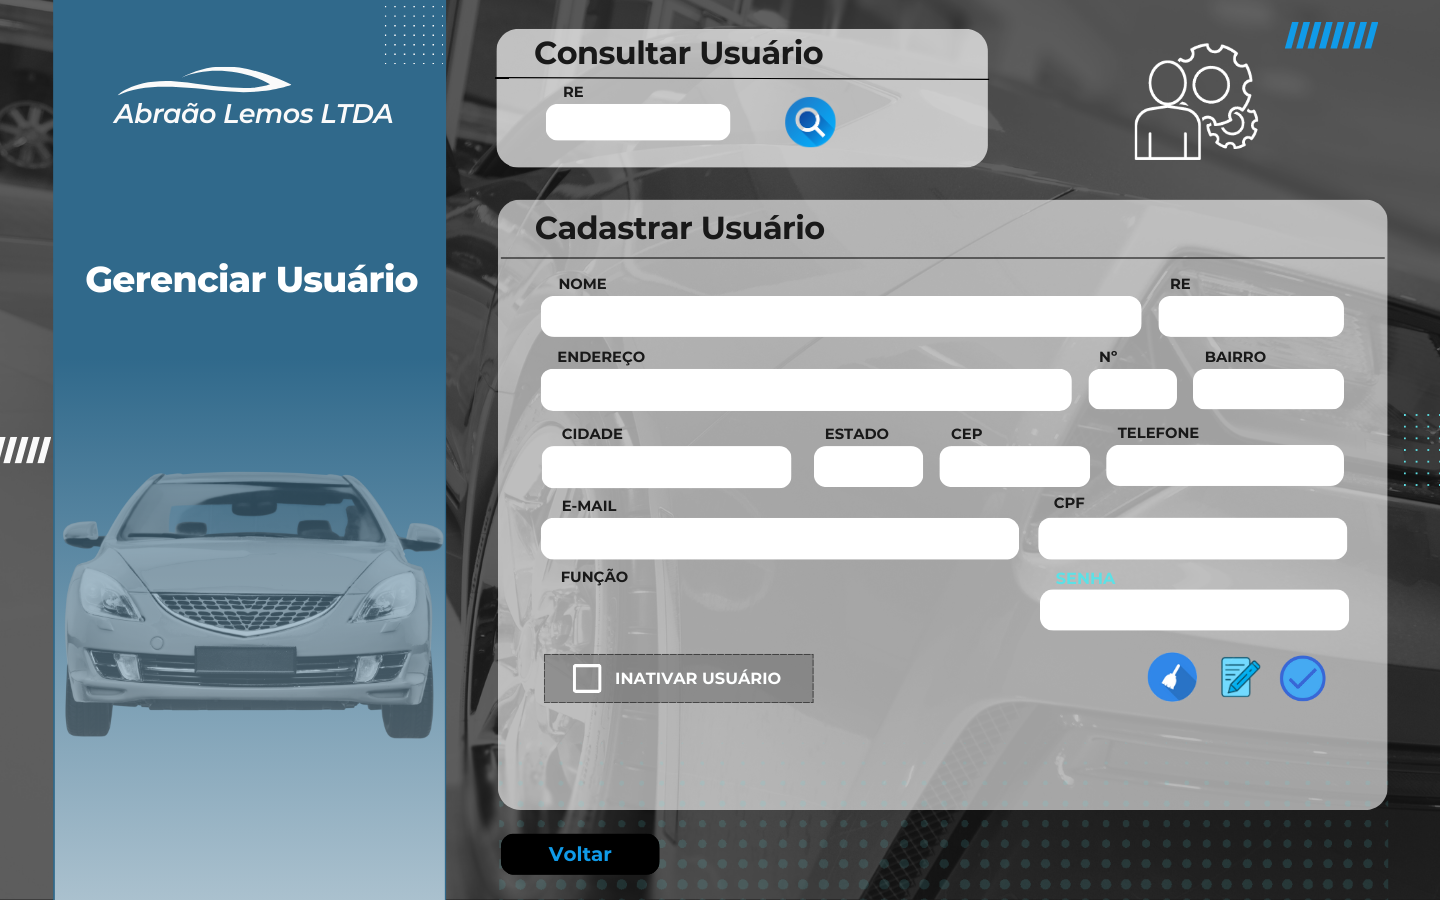 Abraão Lemos LTDA
Gerenciar Usuário
Consultar Usuário
RE
Cadastrar Usuário
NOME
RE
ENDEREÇO
Nº
BAIRRO
CIDADE
ESTADO
CEP
TELEFONE
E-MAIL
CPF
FUNÇÃO
SENHA
INATIVAR USUÁRIO
Voltar